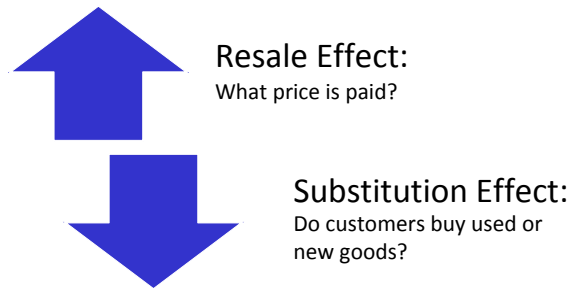 Resale Effect:
What price is paid?
Substitution Effect:
Do customers buy used or
new goods?